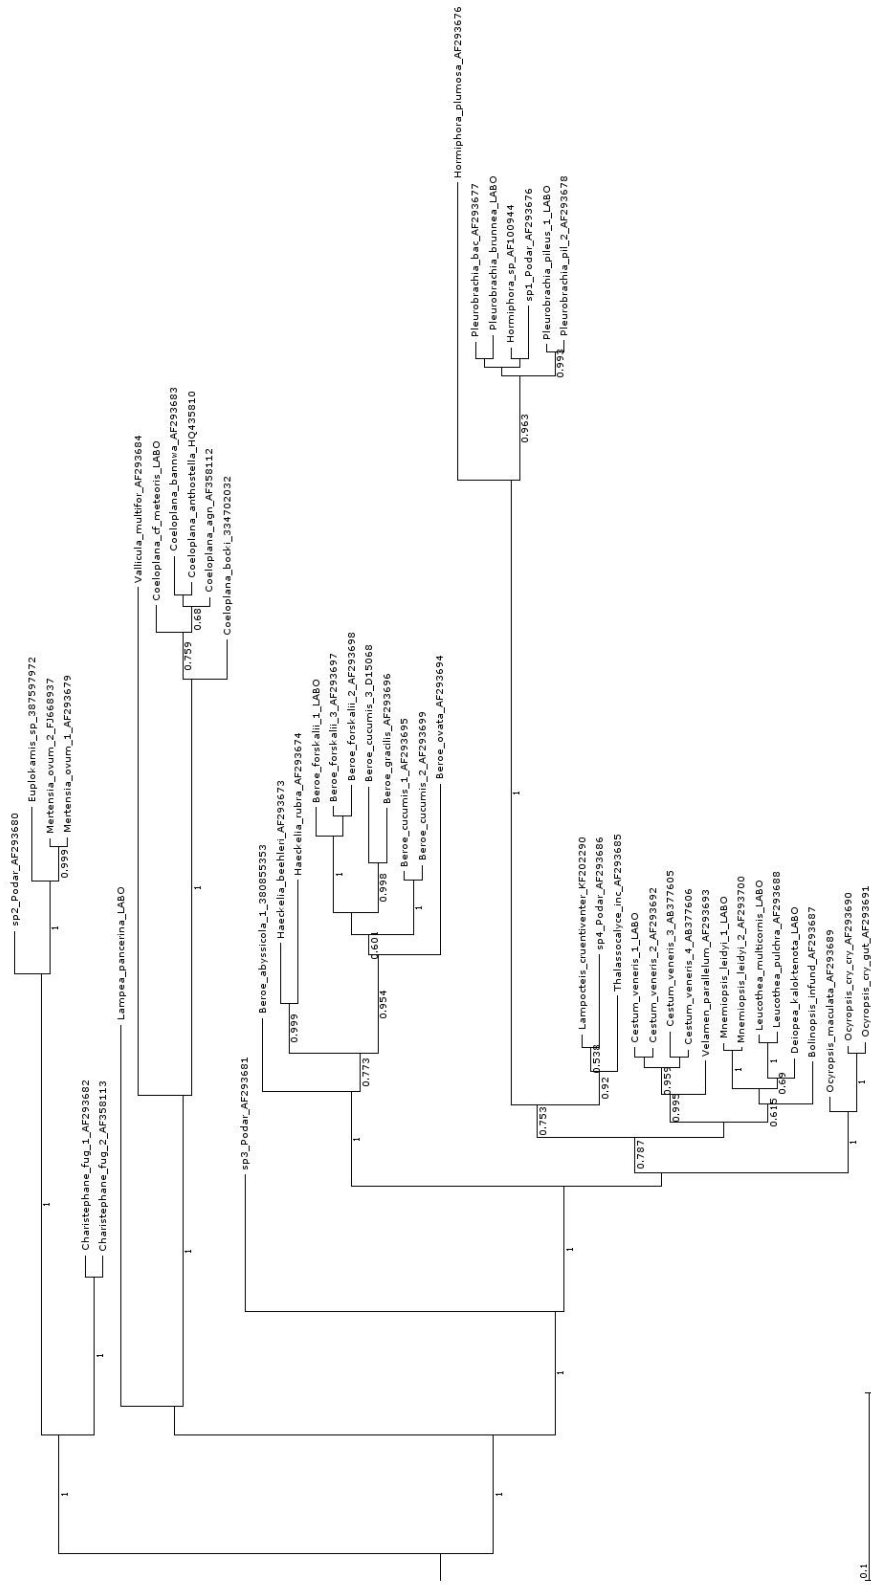 sp2_Podar_AF293680
Euplokamis_sp_387597972
Mertensia_ovum_2_FJ668937
Mertensia_ovum_1_AF293679
0.999
1
1
Charistephane_fug_1_AF293682
Charistephane_fug_2_AF358113
1
1
Lampea_pancerina_LABO
Vallicula_multifor_AF293684
Coeloplana_cf_meteoris_LABO
Coeloplana_bannwa_AF293683
Coeloplana_anthostella_HQ435810
Coeloplana_agn_AF358112
0.68
0.759
Coeloplana_bocki_334702032
1
1
sp3_Podar_AF293681
Beroe_abyssicola_1_380855353
Haeckelia_beehleri_AF293673
Haeckelia_rubra_AF293674
0.999
Beroe_forskalii_1_LABO
Beroe_forskalii_3_AF293697
Beroe_forskalii_2_AF293698
1
Beroe_cucumis_3_D15068
Beroe_gracilis_AF293696
0.998
Beroe_cucumis_1_AF293695
Beroe_cucumis_2_AF293699
1
0.601
Beroe_ovata_AF293694
0.954
0.773
1
Hormiphora_plumosa_AF293676
Pleurobrachia_bac_AF293677
Pleurobrachia_brunnea_LABO
Hormiphora_sp_AF100944
sp1_Podar_AF293676
Pleurobrachia_pileus_1_LABO
Pleurobrachia_pil_2_AF293678
0.993
0.963
1
Lampocteis_cruentiventer_KF202290
sp4_Podar_AF293686
Thalassocalyce_inc_AF293685
0.538
0.92
0.753
Cestum_veneris_1_LABO
Cestum_veneris_2_AF293692
Cestum_veneris_3_AB377605
Cestum_veneris_4_AB377606
Velamen_parallelum_AF293693
0.959
0.995
Mnemiopsis_leidyi_1_LABO
Mnemiopsis_leidyi_2_AF293700
1
Leucothea_multicornis_LABO
Leucothea_pulchra_AF293688
1
Deiopea_kaloktenota_LABO
0.69
Bolinopsis_infund_AF293687
0.615
0.787
Ocyropsis_maculata_AF293689
Ocyropsis_cry_cry_AF293690
Ocyropsis_cry_gut_AF293691
1
1
1
1
1
0.1